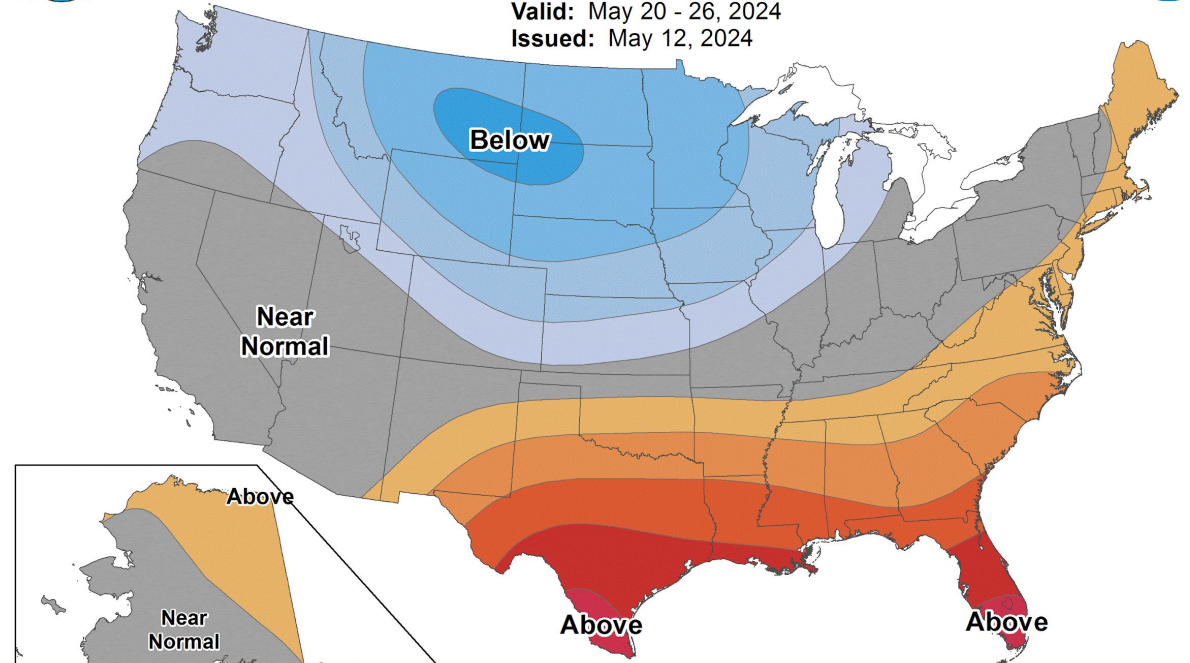 Valid: May 20 - 26, 2024
Issued: May 12, 2024
Below
Near
Normal
Above
Near
Normal
Above
Above